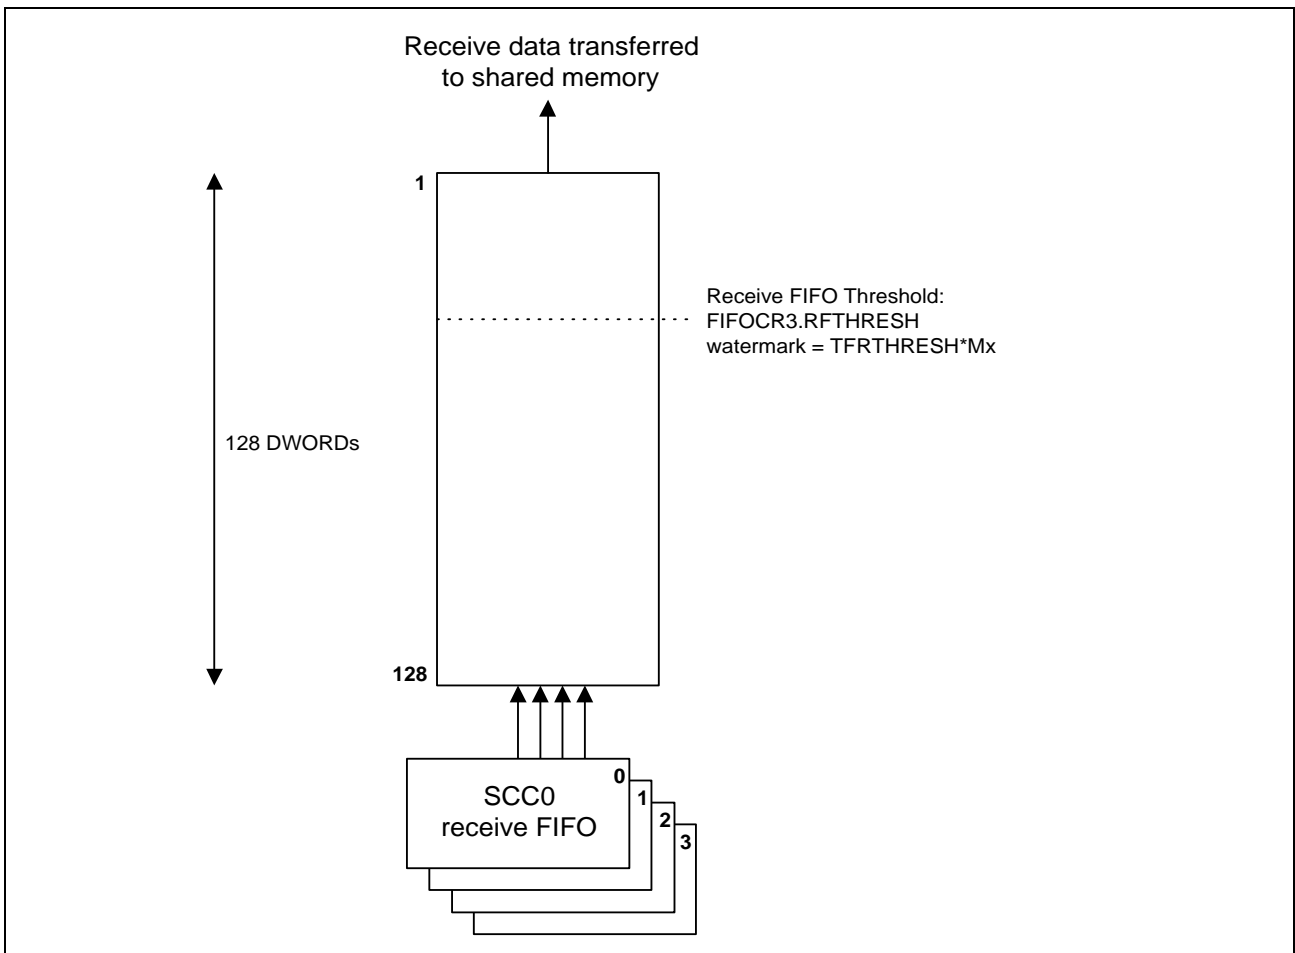 Receive data transferred
to shared memory
1
Receive FIFO Threshold:
FIFOCR3.RFTHRESH
watermark = TFRTHRESH*Mx
128 DWORDs
128
0
SCC0
receive FIFO
1
2
3